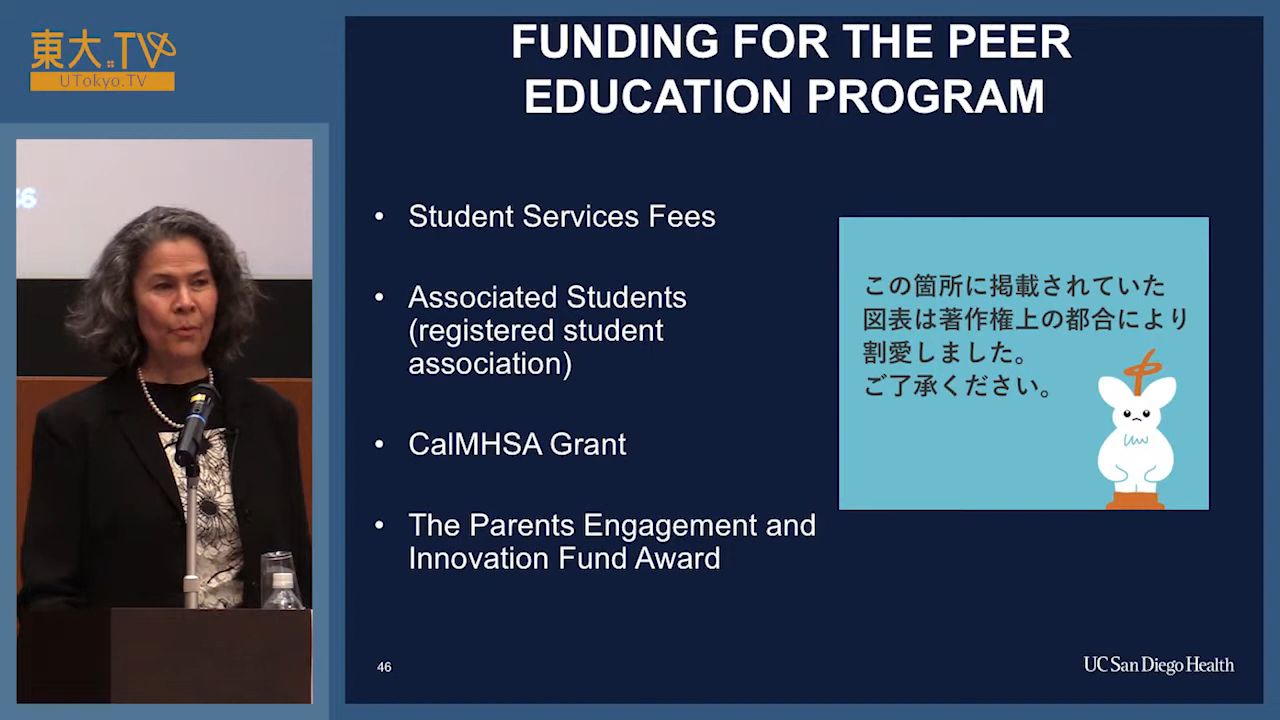 東大.TV
UTokyo.TV
FUNDING FOR THE PEER
EDUCATION PROGRAM
• Student Services Fees
• Associated Students
(registered student
association)
• CalMHSA Grant
• The Parents Engagement and
Innovation Fund Award
この箇所に掲載されていた
図表は著作権上の都合により
割愛しました。
ご了承ください。
46
UC San Diego Health